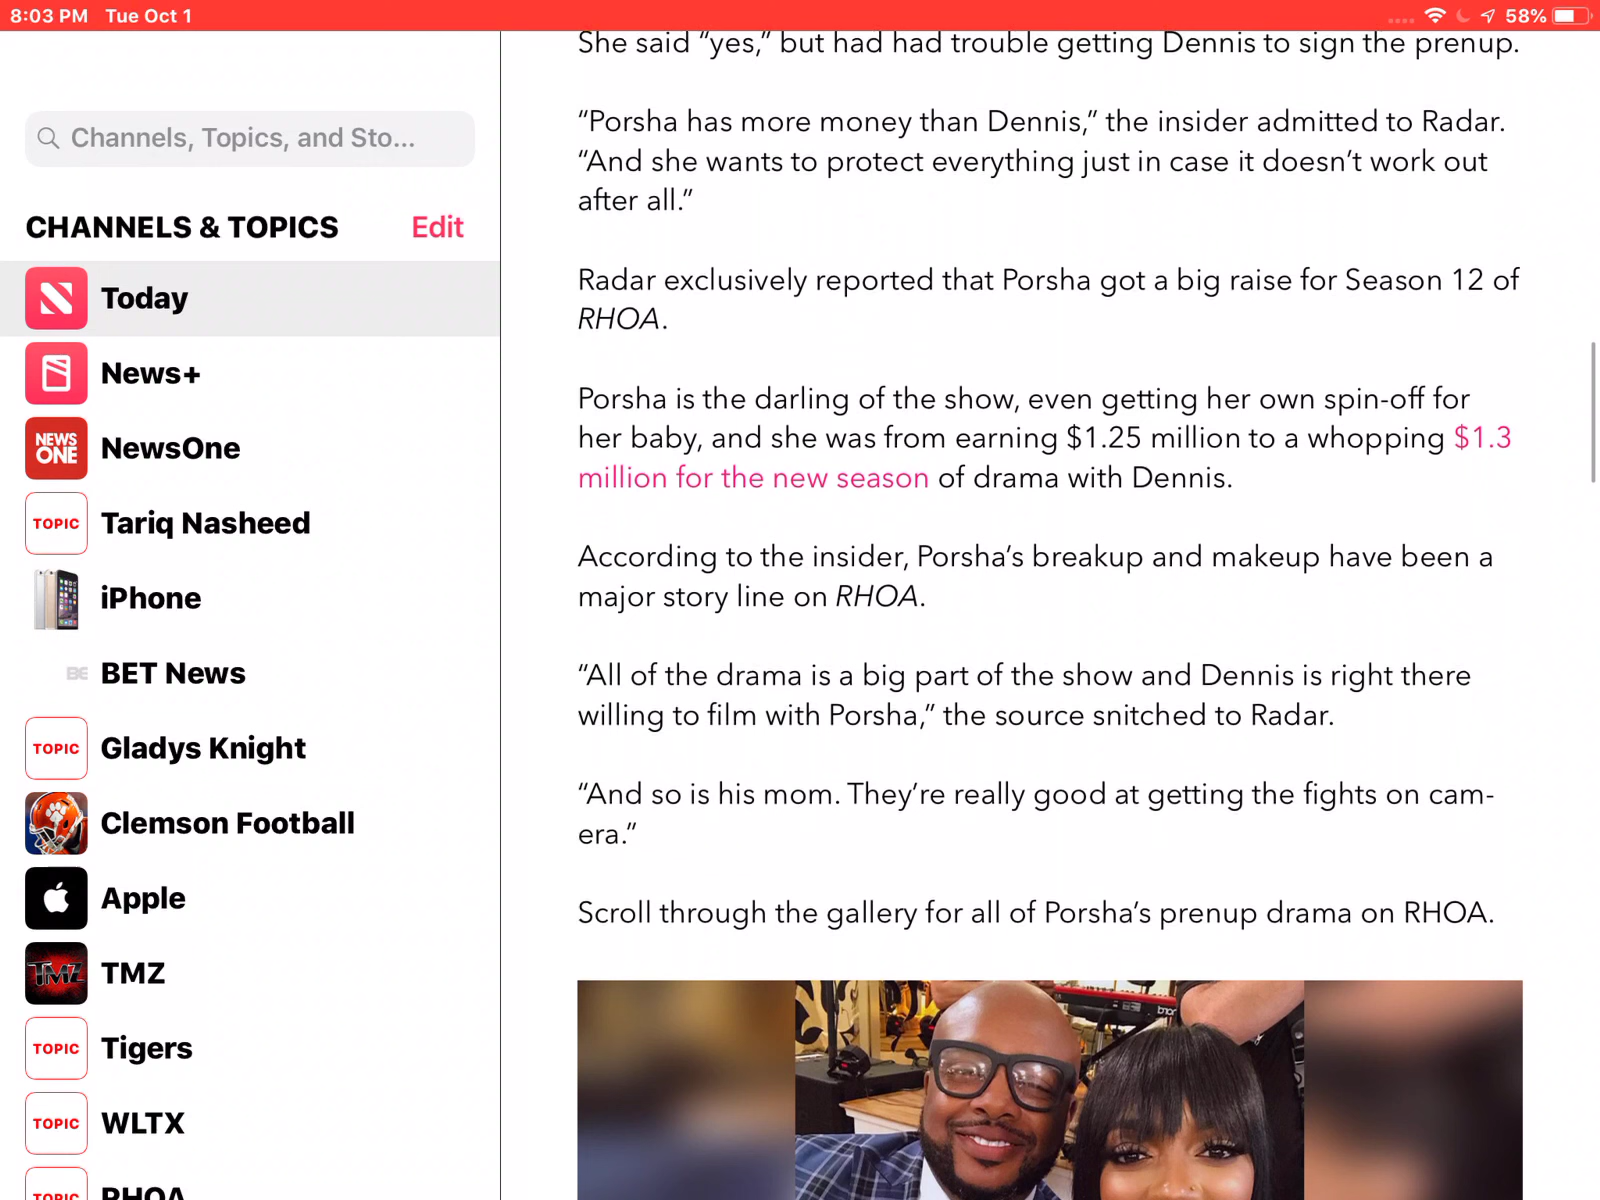 8:03 PM Tue Oct 1
58%
Channels, Topics, and Sto...
CHANNELS & TOPICS Edit
Today
News+
NEWS
ONE
NewsOne
TOPIC
Tariq Nasheed
iPhone
BE
BET News
TOPIC
Gladys Knight
Clemson Football
Apple
TMZ
TMZ
TOPIC
Tigers
TOPIC
WLTX
TOPIC
RHOA
She said “yes,” but had had trouble getting Dennis to sign the prenup.
“Porsha has more money than Dennis,” the insider admitted to Radar.
“And she wants to protect everything just in case it doesn’t work out
after all.”
Radar exclusively reported that Porsha got a big raise for Season 12 of
RHOA.
Porsha is the darling of the show, even getting her own spin-off for
her baby, and she was from earning $1.25 million to a whopping $1.3
million for the new season of drama with Dennis.
According to the insider, Porsha’s breakup and makeup have been a
major story line on RHOA.
“All of the drama is a big part of the show and Dennis is right there
willing to film with Porsha,” the source snitched to Radar.
“And so is his mom. They’re really good at getting the fights on cam-
era.”
Scroll through the gallery for all of Porsha’s prenup drama on RHOA.